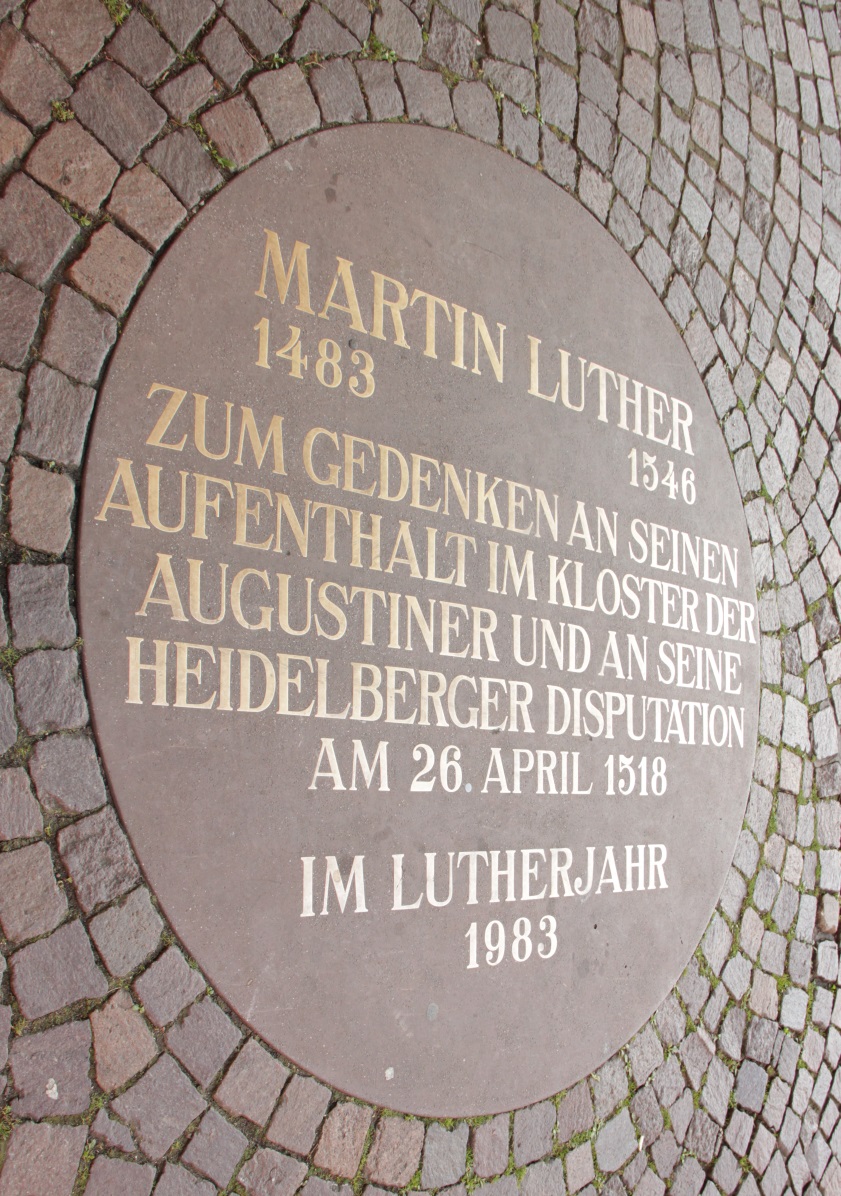 MARTIN LUTHER
1483 1546
ZUM GEDENKEN AN SEINEN
AUFENTHALT IM KLOSTER DER
AUGUSTINER UND AN SEINE
HEIDELBERGER DISPUTATION
AM 26. APRIL 1518
IM LUTHERJAHR
1983